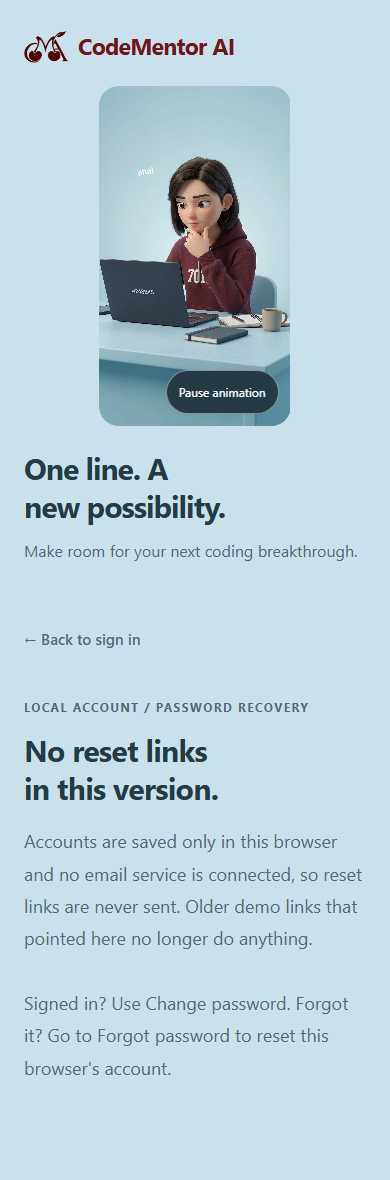 CodeMentor AI
701
Pause animation
One line. A
new possibility.
Make room for your next coding breakthrough.
← Back to sign in
LOCAL ACCOUNT / PASSWORD RECOVERY
No reset links
in this version.
Accounts are saved only in this browser
and no email service is connected, so reset
links are never sent. Older demo links that
pointed here no longer do anything.
Signed in? Use Change password. Forgot
it? Go to Forgot password to reset this
browser's account.